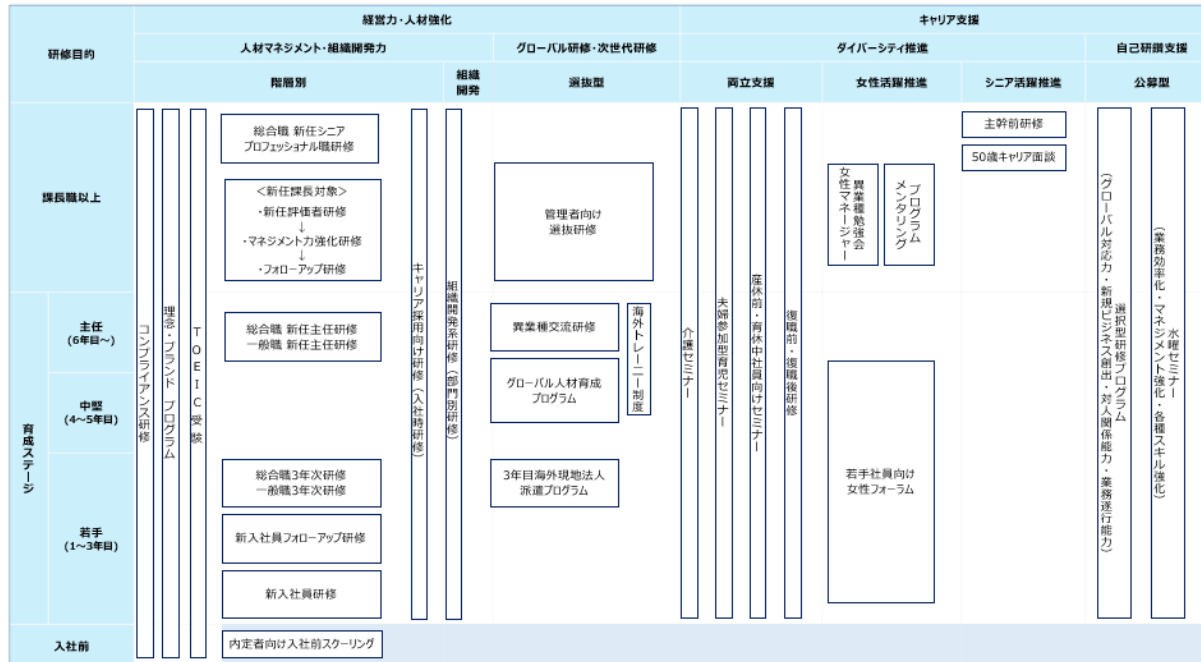 研修目的
経営力・人材強化
キャリア支援
人材マネジメント・組織開発力
グローバル研修・次世代研修
ダイバーシティ推進
自己研讃支援
階層別
組織
開発
選抜型
両立支援
女性活躍推進
シニア活躍推進
公募型
課長職以上
育成ステージ
主任
(6年目~)
中堅
(4~5年目)
若手
(1~3年目)
入社前
コンプライアンス研修
理念・ブランド プログラム
TOEIC受験
総合職 新任シニア
プロフェッショナル職研修
<新任課長対象>
・新任評価者研修
↓
・マネジメント力強化研修
↓
・フォローアップ研修
総合職 新任主任研修
一般職 新任主任研修
総合職3年次研修
一般職3年次研修
新入社員フォローアップ研修
新入社員研修
内定者向け入社前スクーリング
キャリア採用向け研修(入社時研修)
組織開発系研修(部門別研修)
管理者向け
選抜研修
異業種交流研修
海外トレーニー制度
グローバル人材育成
プログラム
3年目海外現地法人
派遣プログラム
介護セミナー
夫婦参加型育児セミナー
産休前・育休中社員向けセミナー
復職前・復職後研修
異業種勉強会
女性マネージャー
プログラム
メンタリング
若手社員向け
女性フォーラム
主幹前研修
50歳キャリア面談
選択型研修プログラム
(グローバル対応力・新規ビジネス創出・対人関係能力・業務遂行能力)
水曜セミナー
(業務効率化・マネジメント強化・各種スキル強化)